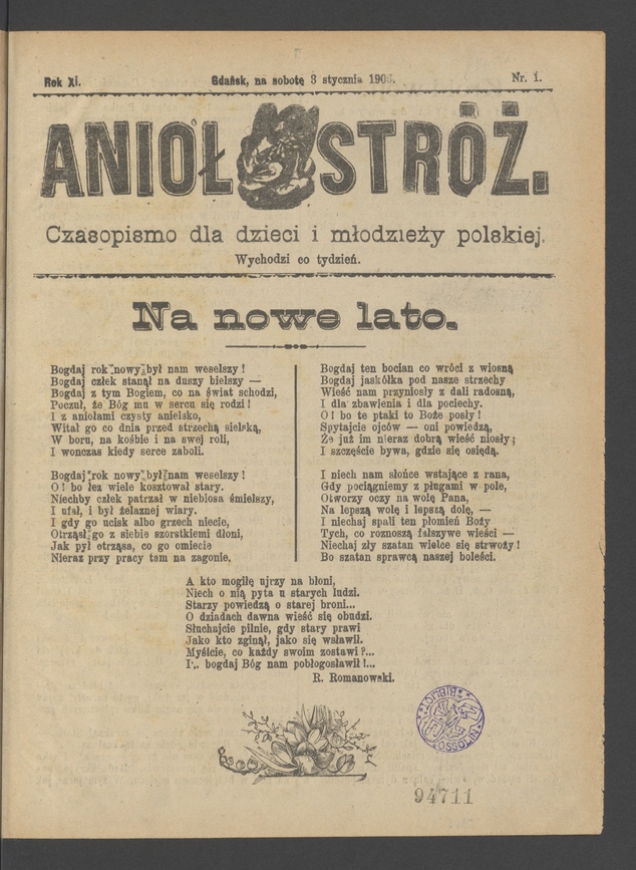 Rok XI.
Gdańsk, na sobotę 3 stycznia
Nr. 1.
ANIOŁ STRÓŻ.
Czasopismo dla dzieci i młodzieży polskiej.
Wychodzi co tydzień.
Na nowe lato.
Bogdaj rok nowy był nam weselszy!
Bogdaj człek stanął na duszy bielszy —
Bogdaj z tym Bogiem, co na świat schodzi,
Poczuł, że Bóg mu w sercu się rodzi!
I z aniołami czysty anielsko,
Witał go co dnia przed strzechą sielską,
W boru, na kośbie i na swej roli,
I wonczas kiedy serce zaboli.
Bogdaj rok nowy był nam weselszy!
O! bo łez wiele kosztował stary.
Niechby człek patrzał w niebiosa śmielszy,
I ufał, i był żelaznej wiary.
I gdy go ucisk albo grzech niecie,
Otrząsł go z siebie szorstkiemi dłoni,
Jak pył otrząsa, co go omiecie
Nieraz przy pracy tam na zagonie.
Bogdaj ten bocian co wróci z wiosną
Bogdaj jaskółka pod nasze strzechy
Wieść nam przyniosły z dali radosną,
I dla zbawienia i dla pociechy.
O! bo te ptaki to Boże posły!
Spytajcie ojców — oni powiedzą,
Że już im nieraz dobrą wieść niosły;
I szczęście bywa, gdzie się osiędą.
I niech nam słońce wstające z rana,
Gdy pociągniemy z pługami w pole,
Otworzy oczy na wolę Pana,
Na lepszą wolę i lepszą dolę, —
I niechaj spali ten płomień Boży
Tych, co roznoszą fałszywe wieści —
Niechaj zły szatan wielce się strwoży!
Bo szatan sprawcą naszej boleści.
A kto mogiłę ujrzy na błoni,
Niech o nią pyta u starych ludzi.
Starzy powiedzą o starej broni...
O dziadach dawna wieść się obudzi.
Słuchajcie pilnie, gdy stary prawi
Jako kto zginął, jako się wsławił.
Myście, co każdy swoim zostawi?...
I... bogdaj Bóg nam pobłogosławił!...
R. Romanowski.
94711